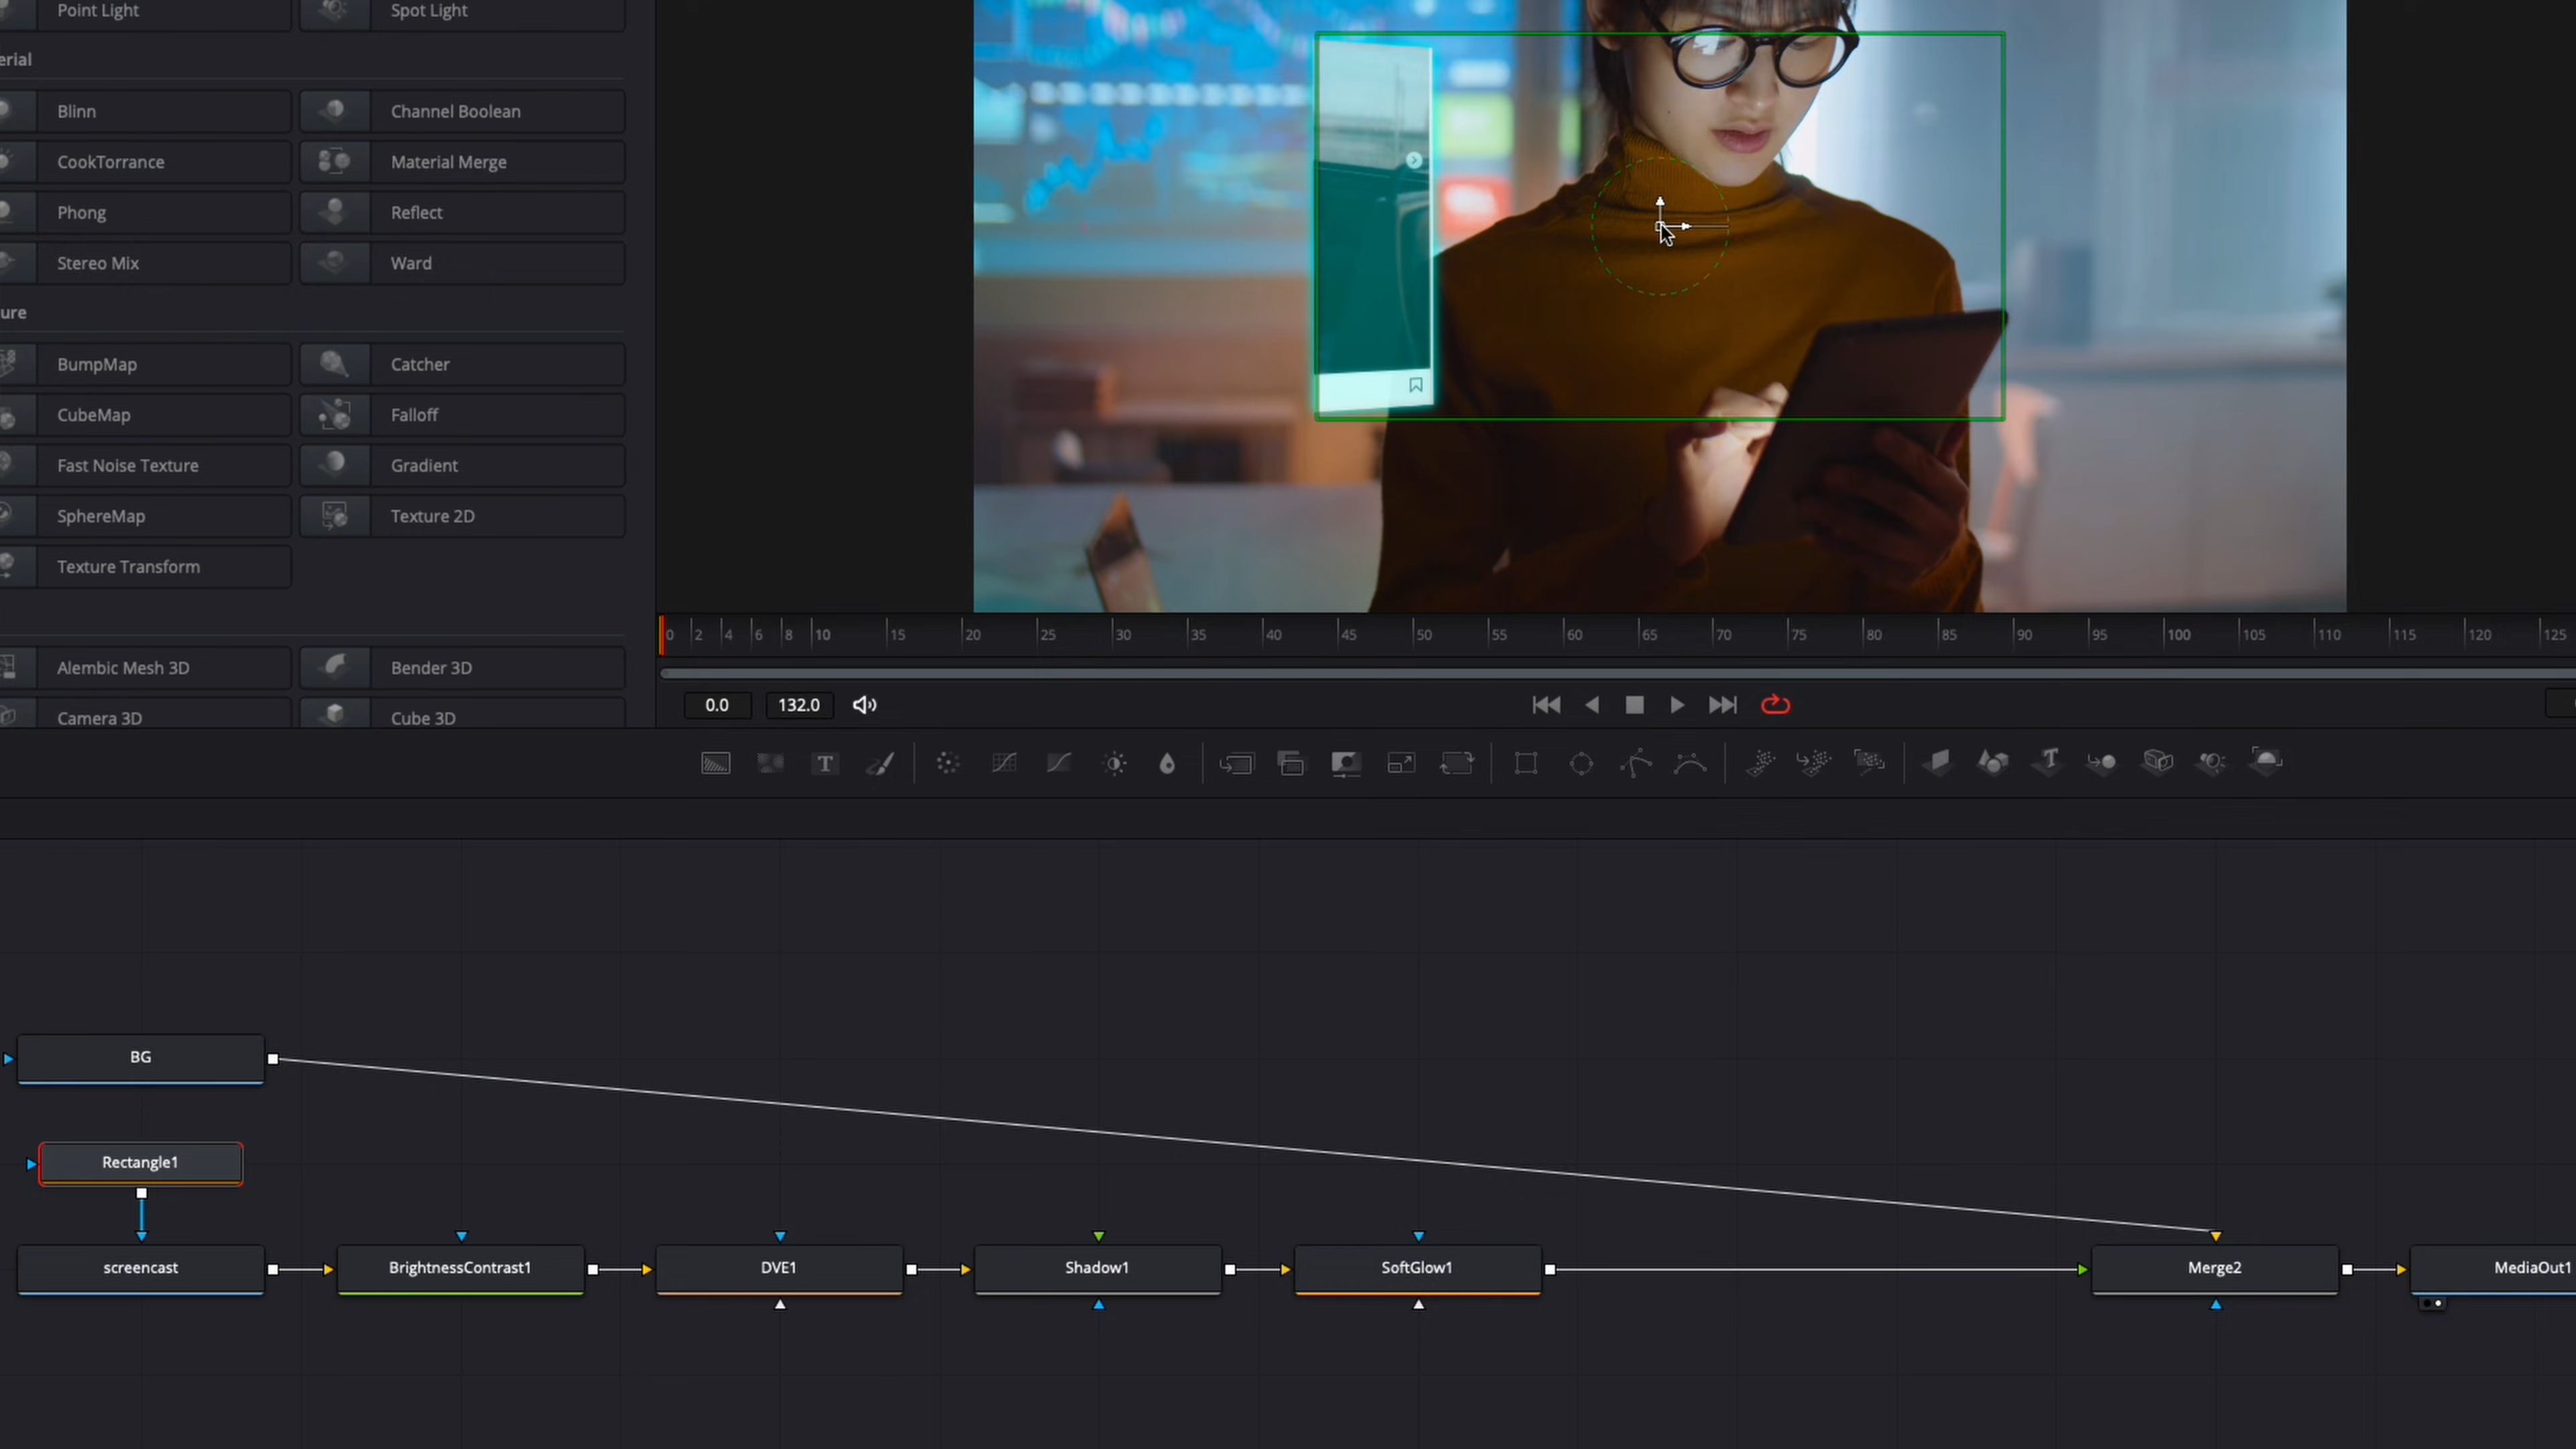 Point Light Spot Light
erial
Blinn Channel Boolean
CookTorrance Material Merge
Phong Reflect
Stereo Mix Ward
ure
BumpMap Catcher
CubeMap Falloff
Fast Noise Texture Gradient
SphereMap Texture 2D
Texture Transform
Alembic Mesh 3D Bender 3D
Camera 3D Cube 3D
0 2 4 6 8 10 15 20 25 30 35 40 45 50 55 60 65 70 75 80 85 90 95 100 105 110 115 120 125
0.0 132.0
BG
Rectangle1
screencast BrightnessContrast1 DVE1 Shadow1 SoftGlow1 Merge2 MediaOut1